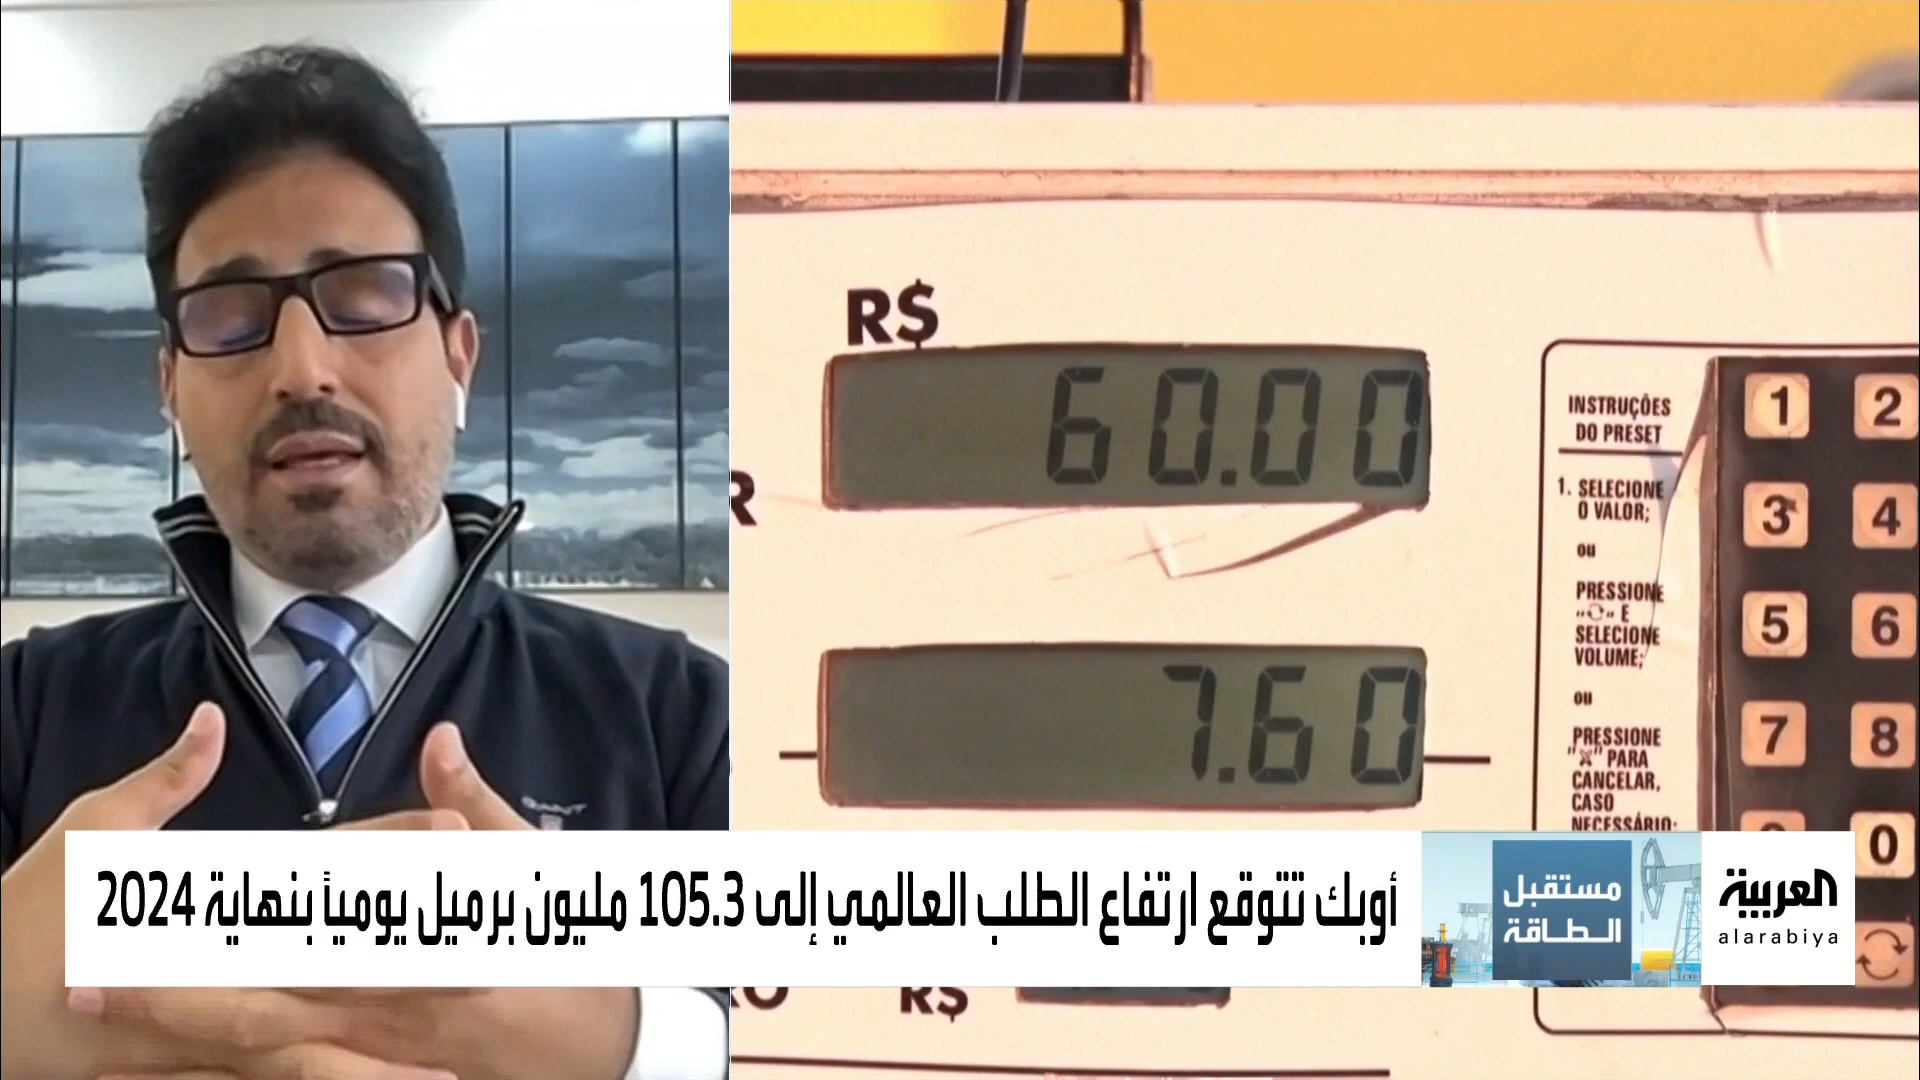 R$
60.00
7.60
R
INSTRUÇÕES
DO PRESET
1. SELECIONE
O VALOR;
ou
PRESSIONE
"" E
SELECIONE
VOLUME;
ou
PRESSIONE
"X" PARA
CANCELAR,
CASO
NECESSÁRIO:
1 2
3 4
5 6
7 8
0
GANT
أوبك تتوقع ارتفاع الطلب العالمي إلى 105.3 مليون برميل يومياً بنهاية 2024
مستقبل
الطاقة
العربية
alarabiya
R$